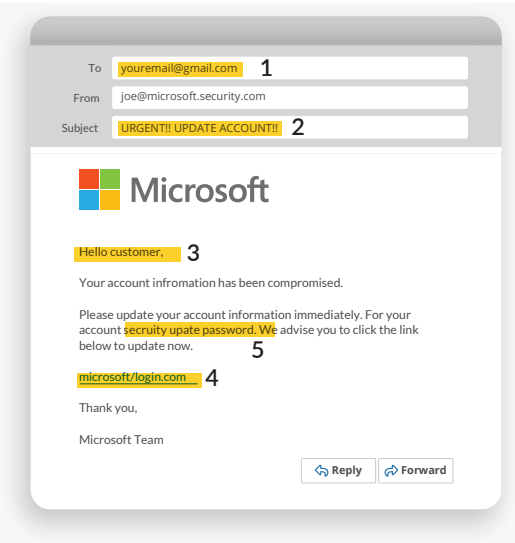 To youremail@gmail.com 1
From joe@microsoft.security.com
Subject URGENT!! UPDATE ACCOUNT!! 2
Microsoft
Hello customer, 3
Your account infromation has been compromised.
Please update your account information immediately. For your
account secruity upate password. We advise you to click the link
below to update now. 5
microsoft/login.com 4
Thank you,
Microsoft Team
Reply Forward